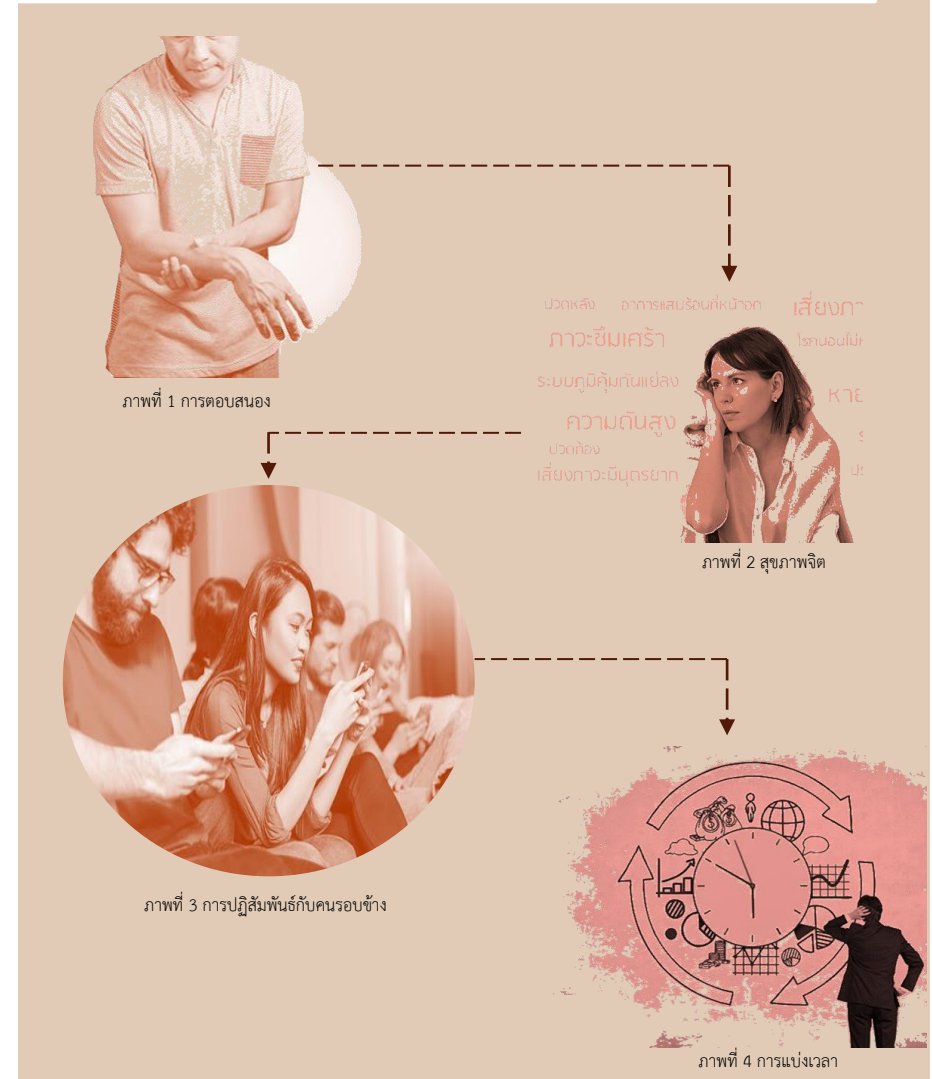 ภาพที่ 1 การตอบสนอง
ปวดหลัง อาการแสบร้อนที่หน้าอก เสี่ยงภา
ภาวะซึมเศร้า
ระบบภูมิคุ้มกันแย่ลง
หาย
ความดันสูง
ปวดท้อง
เสี่ยงภาวะมีบุตรยาก
ภาพที่ 2 สุขภาพจิต
ภาพที่ 3 การปฏิสัมพันธ์กับคนรอบข้าง
ภาพที่ 4 การแบ่งเวลา